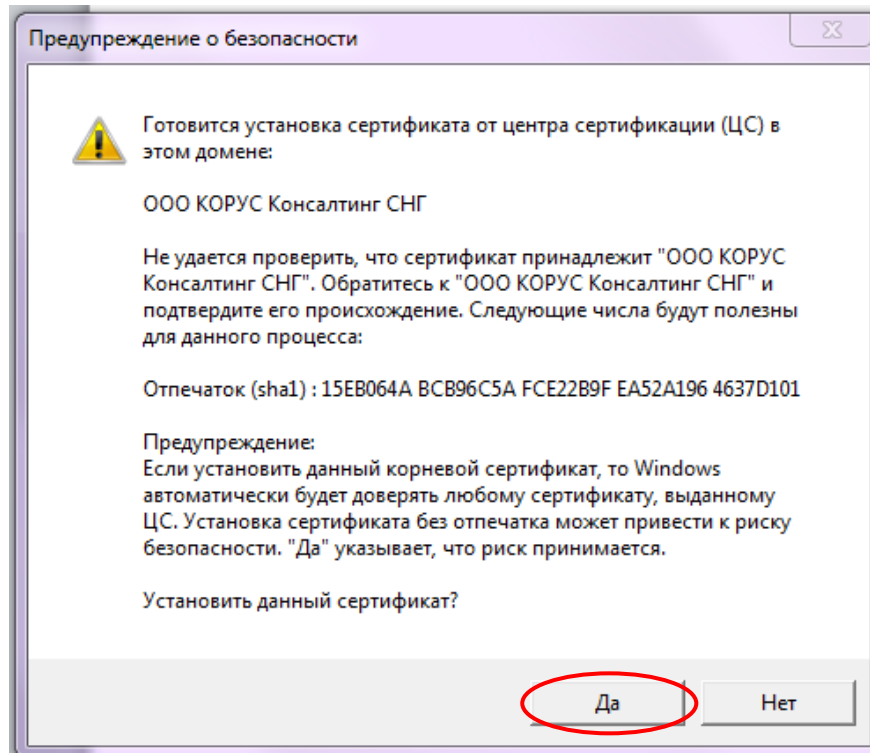 Предупреждение о безопасности
Готовится установка сертификата от центра сертификации (ЦС) в
этом домене:
ООО КОРУС Консалтинг СНГ
Не удается проверить, что сертификат принадлежит "ООО КОРУС
Консалтинг СНГ". Обратитесь к "ООО КОРУС Консалтинг СНГ" и
подтвердите его происхождение. Следующие числа будут полезны
для данного процесса:
Отпечаток (sha1) : 15EB064A BCB96C5A FCE22B9F EA52A196 4637D101
Предупреждение:
Если установить данный корневой сертификат, то Windows
автоматически будет доверять любому сертификату, выданному
ЦС. Установка сертификата без отпечатка может привести к риску
безопасности. "Да" указывает, что риск принимается.
Установить данный сертификат?
Да
Нет